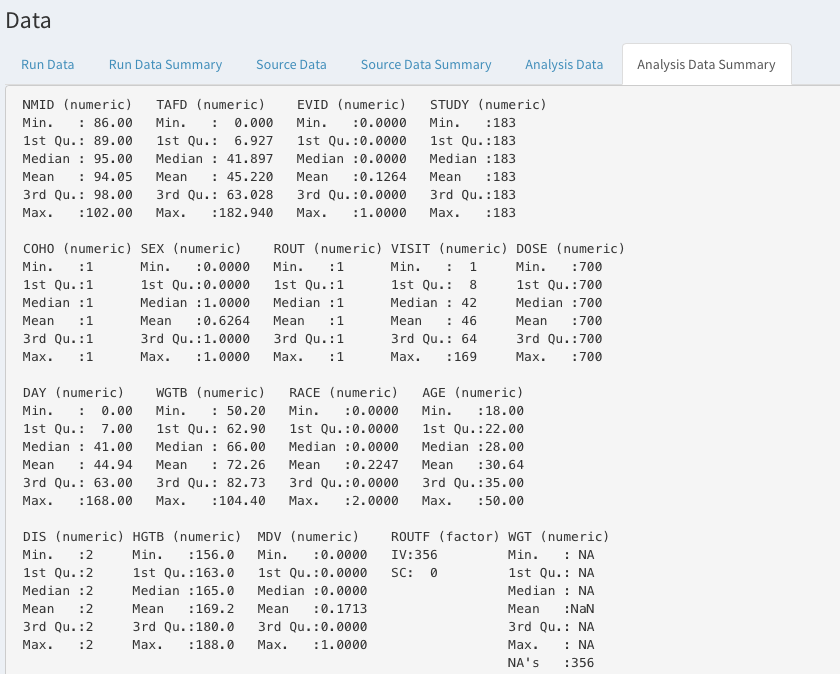 Data
Run Data Run Data Summary Source Data Source Data Summary Analysis Data Analysis Data Summary
NMID (numeric) TAFD (numeric) EVID (numeric) STUDY (numeric)
Min. : 86.00 Min. : 0.000 Min. :0.0000 Min. :183
1st Qu.: 89.00 1st Qu.: 6.927 1st Qu.:0.0000 1st Qu.:183
Median : 95.00 Median : 41.897 Median :0.0000 Median :183
Mean : 94.05 Mean : 45.220 Mean :0.1264 Mean :183
3rd Qu.: 98.00 3rd Qu.: 63.028 3rd Qu.:0.0000 3rd Qu.:183
Max. :102.00 Max. :182.940 Max. :1.0000 Max. :183
COHO (numeric) SEX (numeric) ROUT (numeric) VISIT (numeric) DOSE (numeric)
Min. :1 Min. :0.0000 Min. :1 Min. : 1 Min. :700
1st Qu.:1 1st Qu.:0.0000 1st Qu.:1 1st Qu.: 8 1st Qu.:700
Median :1 Median :1.0000 Median :1 Median : 42 Median :700
Mean :1 Mean :0.6264 Mean :1 Mean : 46 Mean :700
3rd Qu.:1 3rd Qu.:1.0000 3rd Qu.:1 3rd Qu.: 64 3rd Qu.:700
Max. :1 Max. :1.0000 Max. :1 Max. :169 Max. :700
DAY (numeric) WGTB (numeric) RACE (numeric) AGE (numeric)
Min. : 0.00 Min. : 50.20 Min. :0.0000 Min. :18.00
1st Qu.: 7.00 1st Qu.: 62.90 1st Qu.:0.0000 1st Qu.:22.00
Median : 41.00 Median : 66.00 Median :0.0000 Median :28.00
Mean : 44.94 Mean : 72.26 Mean :0.2247 Mean :30.64
3rd Qu.: 63.00 3rd Qu.: 82.73 3rd Qu.:0.0000 3rd Qu.:35.00
Max. :168.00 Max. :104.40 Max. :2.0000 Max. :50.00
DIS (numeric) HGTB (numeric) MDV (numeric) ROUTF (factor) WGT (numeric)
Min. :2 Min. :156.0 Min. :0.0000 IV:356 Min. : NA
1st Qu.:2 1st Qu.:163.0 1st Qu.:0.0000 SC: 0 1st Qu.: NA
Median :2 Median :165.0 Median :0.0000 Median : NA
Mean :2 Mean :169.2 Mean :0.1713 Mean :NaN
3rd Qu.:2 3rd Qu.:180.0 3rd Qu.:0.0000 3rd Qu.: NA
Max. :2 Max. :188.0 Max. :1.0000 Max. : NA
NA's :356